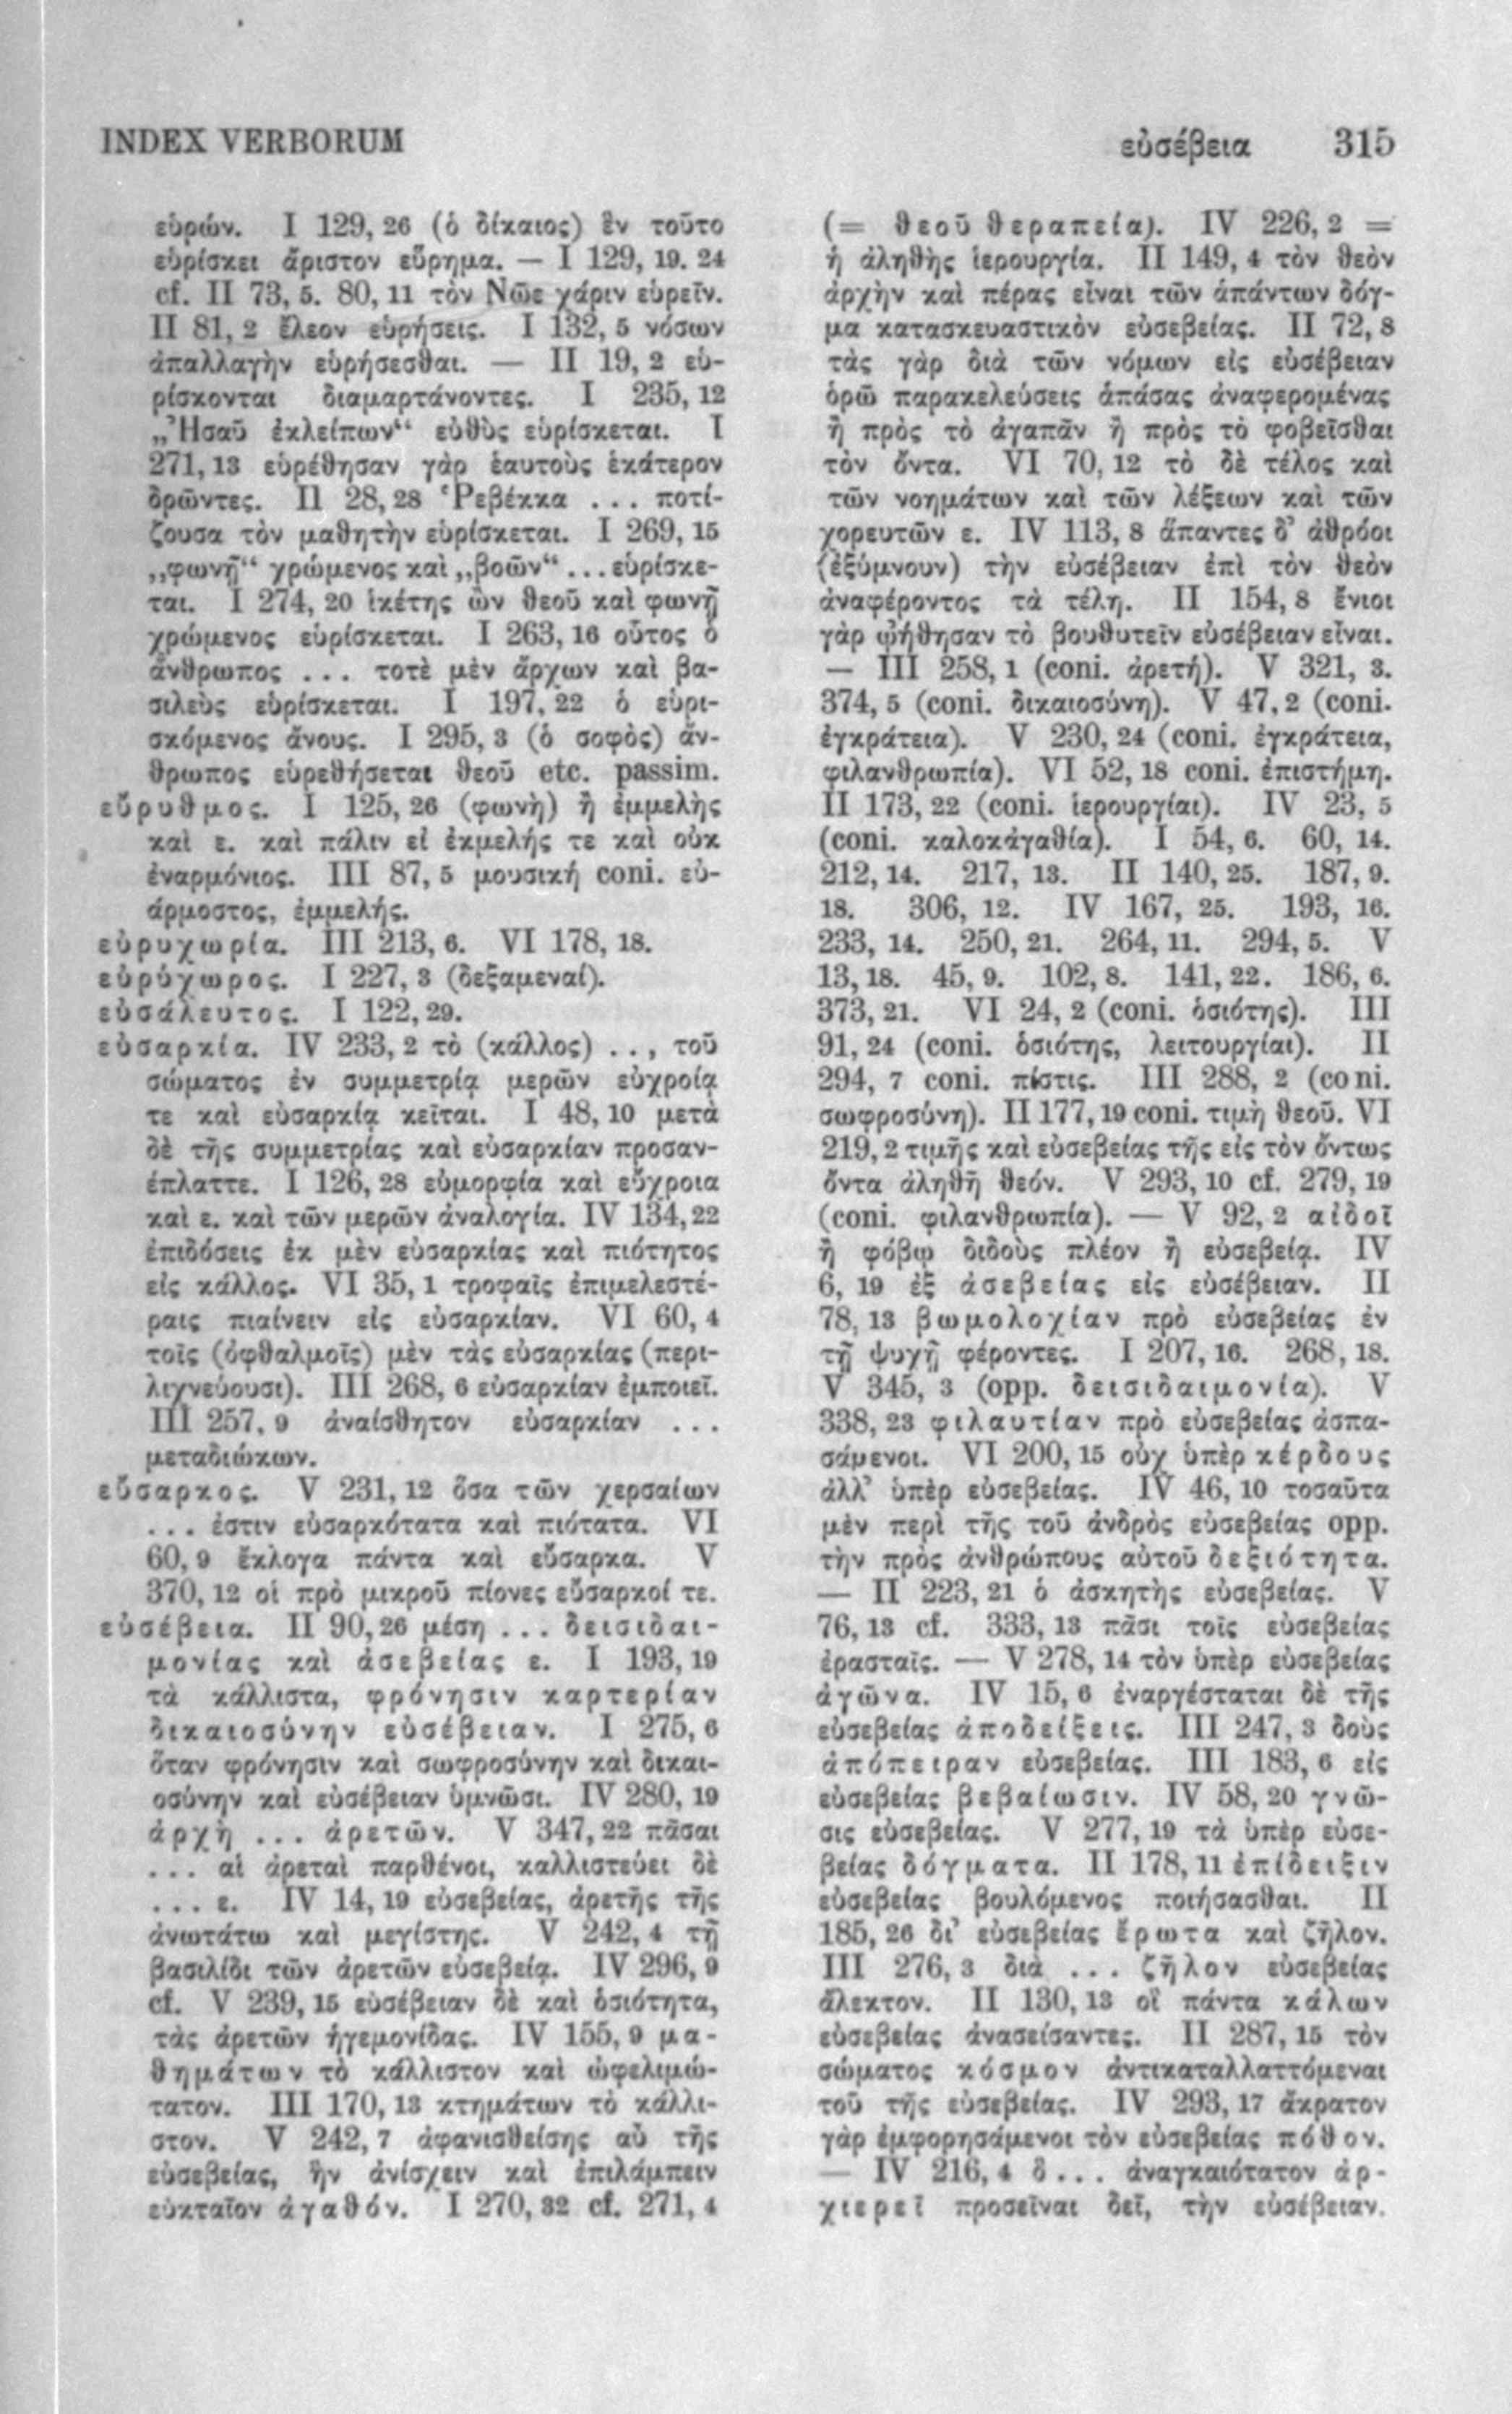 INDEX VERBORUM
εὐσέβεια 315
εὑρών. I 129, 26 (ὁ δίκαιος) ἓν τοῦτο
εὑρίσκει ἄριστον εὕρημα. — I 129, 19. 24
cf. II 73, 5. 80, 11 τὸν Νῶε χάριν εὑρεῖν.
II 81, 2 ἔλεον εὑρήσεις. I 132, 5 νόσων
ἀπαλλαγὴν εὑρήσεσθαι. — II 19, 2 εὑ-
ρίσκονται διαμαρτάνοντες. I 235, 12
„Ἠσαῦ ἐκλείπων“ εὐθὺς εὑρίσκεται. I
271, 13 εὑρέθησαν γὰρ ἑαυτοὺς ἑκάτερον
δρῶντες. II 28, 28 Ῥεβέκκα ... ποτί-
ζουσα τὸν μαθητὴν εὑρίσκεται. I 269, 15
„φωνῇ“ χρώμενος καὶ „βοῶν“ ... εὑρίσκε-
ται. I 274, 20 ἱκέτης ὢν θεοῦ καὶ φωνῇ
χρώμενος εὑρίσκεται. I 263, 16 οὗτος ὁ
ἄνθρωπος ... τοτὲ μὲν ἄρχων καὶ βα-
σιλεὺς εὑρίσκεται. I 197, 22 ὁ εὑρι-
σκόμενος ἄνους. I 295, 3 (ὁ σοφὸς) ἄν-
θρωπος εὑρεθήσεται θεοῦ etc. passim.
εὔρυθμος. I 125, 26 (φωνὴ) ἢ ἐμμελὴς
καὶ ε. καὶ πάλιν εἰ ἐκμελής τε καὶ οὐκ
ἐναρμόνιος. III 87, 5 μουσική coni. εὐ-
άρμοστος, ἐμμελής.
εὐρυχωρία. III 213, 6. VI 178, 18.
εὐρύχωρος. I 227, 3 (δεξαμεναί).
εὐσάλευτος. I 122, 29.
εὐσαρκία. IV 233, 2 τὸ (κάλλος) .., τοῦ
σώματος ἐν συμμετρίᾳ μερῶν εὐχροίᾳ
τε καὶ εὐσαρκίᾳ κεῖται. I 48, 10 μετὰ
δὲ τῆς συμμετρίας καὶ εὐσαρκίαν προσαν-
έπλαττε. I 126, 28 εὐμορφία καὶ εὔχροια
καὶ ε. καὶ τῶν μερῶν ἀναλογία. IV 134, 22
ἐπιδόσεις ἐκ μὲν εὐσαρκίας καὶ πιότητος
εἰς κάλλος. VI 35, 1 τροφαῖς ἐπιμελεστέ-
ραις πιαίνειν εἰς εὐσαρκίαν. VI 60, 4
τοῖς (ὀφθαλμοῖς) μὲν τὰς εὐσαρκίας (περι-
λιχνεύουσι). III 268, 6 εὐσαρκίαν ἐμποιεῖ.
III 257, 9 ἀναίσθητον εὐσαρκίαν ...
μεταδιώκων.
εὔσαρκος. V 231, 12 ὅσα τῶν χερσαίων
... ἐστιν εὐσαρκότατα καὶ πιότατα. VI
60, 9 ἔκλογα πάντα καὶ εὔσαρκα. V
370, 12 οἱ πρὸ μικροῦ πίονες εὔσαρκοί τε.
εὐσέβεια. II 90, 26 μέση ... δεισιδαι-
μονίας καὶ ἀσεβείας ε. I 193, 19
τὰ κάλλιστα, φρόνησιν καρτερίαν
δικαιοσύνην εὐσέβειαν. I 275, 6
ὅταν φρόνησιν καὶ σωφροσύνην καὶ δικαι-
οσύνην καὶ εὐσέβειαν ὑμνῶσι. IV 280, 19
ἀρχὴ ... ἀρετῶν. V 347, 22 πᾶσαι
... αἱ ἀρεταὶ παρθένοι, καλλιστεύει δὲ
... ε. IV 14, 19 εὐσεβείας, ἀρετῆς τῆς
ἀνωτάτω καὶ μεγίστης. V 242, 4 τῇ
βασιλίδι τῶν ἀρετῶν εὐσεβείᾳ. IV 296, 9
cf. V 239, 15 εὐσέβειαν δὲ καὶ ὁσιότητα,
τὰς ἀρετῶν ἡγεμονίδας. IV 155, 9 μα-
θημάτων τὸ κάλλιστον καὶ ὠφελιμώ-
τατον. III 170, 13 κτημάτων τὸ κάλλι-
στον. V 242, 7 ἀφανισθείσης αὖ τῆς
εὐσεβείας, ἣν ἀνίσχειν καὶ ἐπιλάμπειν
εὐκταῖον ἀγαθόν. I 270, 32 cf. 271, 4
(= θεοῦ θεραπεία). IV 226, 2 =
ἡ ἀληθὴς ἱερουργία. II 149, 4 τὸν θεὸν
ἀρχὴν καὶ πέρας εἶναι τῶν ἁπάντων δόγ-
μα κατασκευαστικὸν εὐσεβείας. II 72, 8
τὰς γὰρ διὰ τῶν νόμων εἰς εὐσέβειαν
ὁρῶ παρακελεύσεις ἁπάσας ἀναφερομένας
ἢ πρὸς τὸ ἀγαπᾶν ἢ πρὸς τὸ φοβεῖσθαι
τὸν ὄντα. VI 70, 12 τὸ δὲ τέλος καὶ
τῶν νοημάτων καὶ τῶν λέξεων καὶ τῶν
χορευτῶν ε. IV 113, 8 ἅπαντες δ’ ἀθρόοι
(ἐξύμνουν) τὴν εὐσέβειαν ἐπὶ τὸν θεὸν
ἀναφέροντος τὰ τέλη. II 154, 8 ἔνιοι
γὰρ ᾠήθησαν τὸ βουθυτεῖν εὐσέβειαν εἶναι.
— III 258, 1 (coni. ἀρετή). V 321, 3.
374, 5 (coni. δικαιοσύνη). V 47, 2 (coni.
ἐγκράτεια). V 230, 24 (coni. ἐγκράτεια,
φιλανθρωπία). VI 52, 18 coni. ἐπιστήμη.
II 173, 22 (coni. ἱερουργίαι). IV 23, 5
(coni. καλοκἀγαθία). I 54, 6. 60, 14.
212, 14. 217, 13. II 140, 25. 187, 9.
18. 306, 12. IV 167, 25. 193, 16.
233, 14. 250, 21. 264, 11. 294, 5. V
13, 18. 45, 9. 102, 8. 141, 22. 186, 6.
373, 21. VI 24, 2 (coni. ὁσιότης). III
91, 24 (coni. ὁσιότης, λειτουργίαι). II
294, 7 coni. πίστις. III 288, 2 (coni.
σωφροσύνη). II 177, 19 coni. τιμὴ θεοῦ. VI
219, 2 τιμῆς καὶ εὐσεβείας τῆς εἰς τὸν ὄντως
ὄντα ἀληθῆ θεόν. V 293, 10 cf. 279, 19
(coni. φιλανθρωπία). — V 92, 2 αἰδοῖ
ἢ φόβῳ διδοὺς πλέον ἢ εὐσεβείᾳ. IV
6, 19 ἐξ ἀσεβείας εἰς εὐσέβειαν. II
78, 13 βωμολοχίαν πρὸ εὐσεβείας ἐν
τῇ ψυχῇ φέροντες. I 207, 16. 268, 18.
V 345, 3 (opp. δεισιδαιμονία). V
338, 23 φιλαυτίαν πρὸ εὐσεβείας ἀσπα-
σάμενοι. VI 200, 15 οὐχ ὑπὲρ κέρδους
ἀλλ’ ὑπὲρ εὐσεβείας. IV 46, 10 τοσαῦτα
μὲν περὶ τῆς τοῦ ἀνδρὸς εὐσεβείας opp.
τὴν πρὸς ἀνθρώπους αὐτοῦ δεξιότητα.
— II 223, 21 ὁ ἀσκητὴς εὐσεβείας. V
76, 13 cf. 333, 13 πᾶσι τοῖς εὐσεβείας
ἐρασταῖς. — V 278, 14 τὸν ὑπὲρ εὐσεβείας
ἀγῶνα. IV 15, 6 ἐναργέσταται δὲ τῆς
εὐσεβείας ἀποδείξεις. III 247, 3 δοὺς
ἀπόπειραν εὐσεβείας. III 183, 6 εἰς
εὐσεβείας βεβαίωσιν. IV 58, 20 γνῶ-
σις εὐσεβείας. V 277, 19 τὰ ὑπὲρ εὐσε-
βείας δόγματα. II 178, 11 ἐπίδειξιν
εὐσεβείας βουλόμενος ποιήσασθαι. II
185, 26 δι’ εὐσεβείας ἔρωτα καὶ ζῆλον.
III 276, 3 διὰ ... ζῆλον εὐσεβείας
ἄλεκτον. II 130, 13 οἳ πάντα κάλων
εὐσεβείας ἀνασείσαντες. II 287, 15 τὸν
σώματος κόσμον ἀντικαταλλαττόμεναι
τοῦ τῆς εὐσεβείας. IV 293, 17 ἄκρατον
γὰρ ἐμφορησάμενοι τὸν εὐσεβείας πόθον.
— IV 216, 4 ὃ ... ἀναγκαιότατον ἀρ-
χιερεῖ προσεῖναι δεῖ, τὴν εὐσέβειαν.